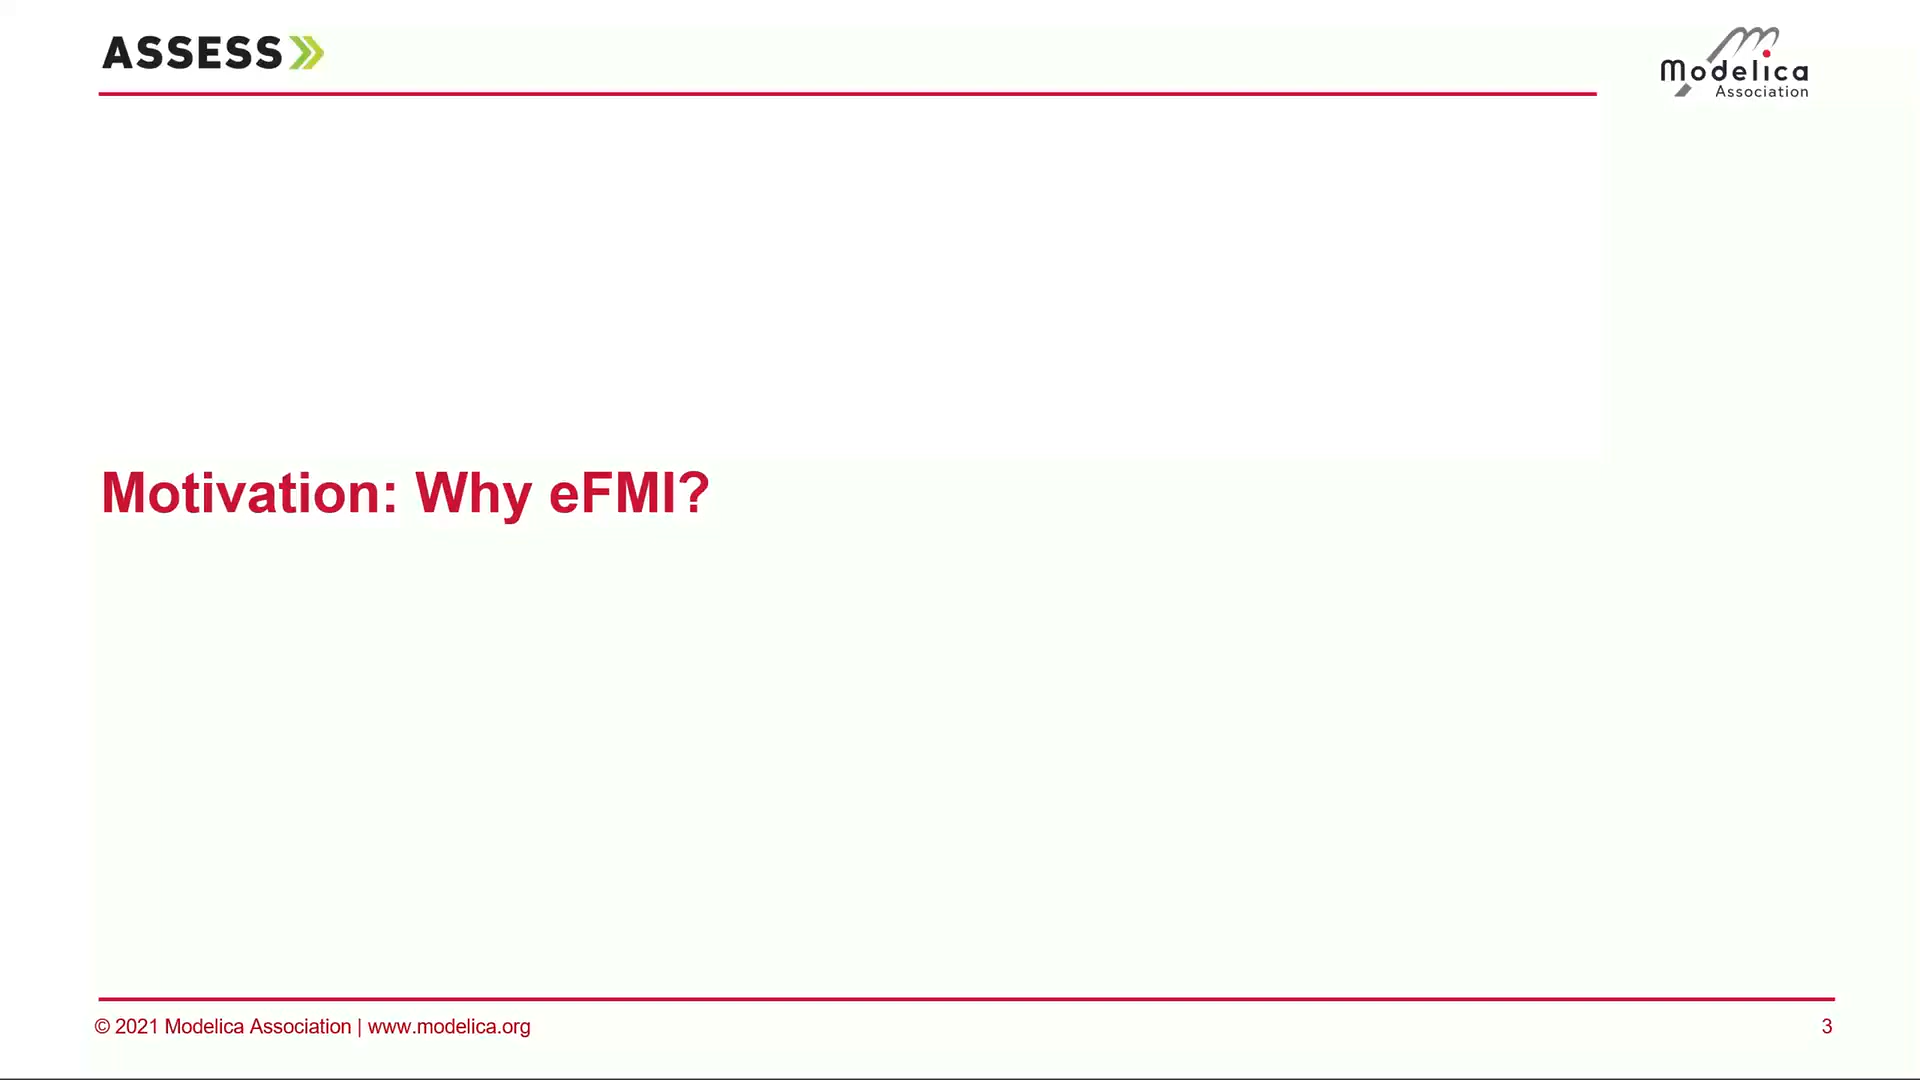 ASSESS
Modelica
Association
Motivation: Why eFMI?
© 2021 Modelica Association | www.modelica.org
3